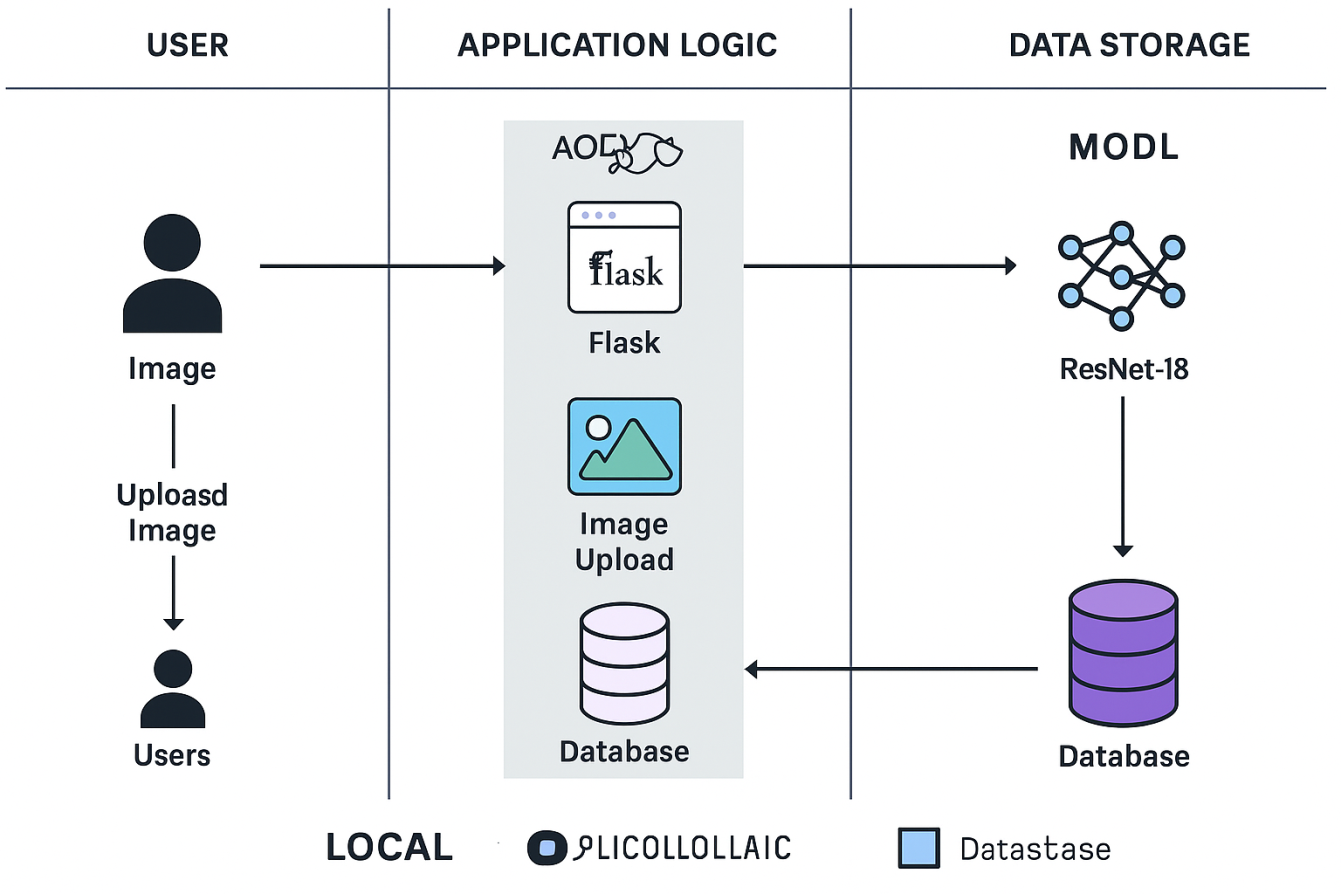 USER
APPLICATION LOGIC
DATA STORAGE
MODL
flask
Flask
Image
ResNet-18
Uploasd
Image
Image
Upload
Users
Database
Database
LOCAL
LICOLLOLLAIC
Datastase